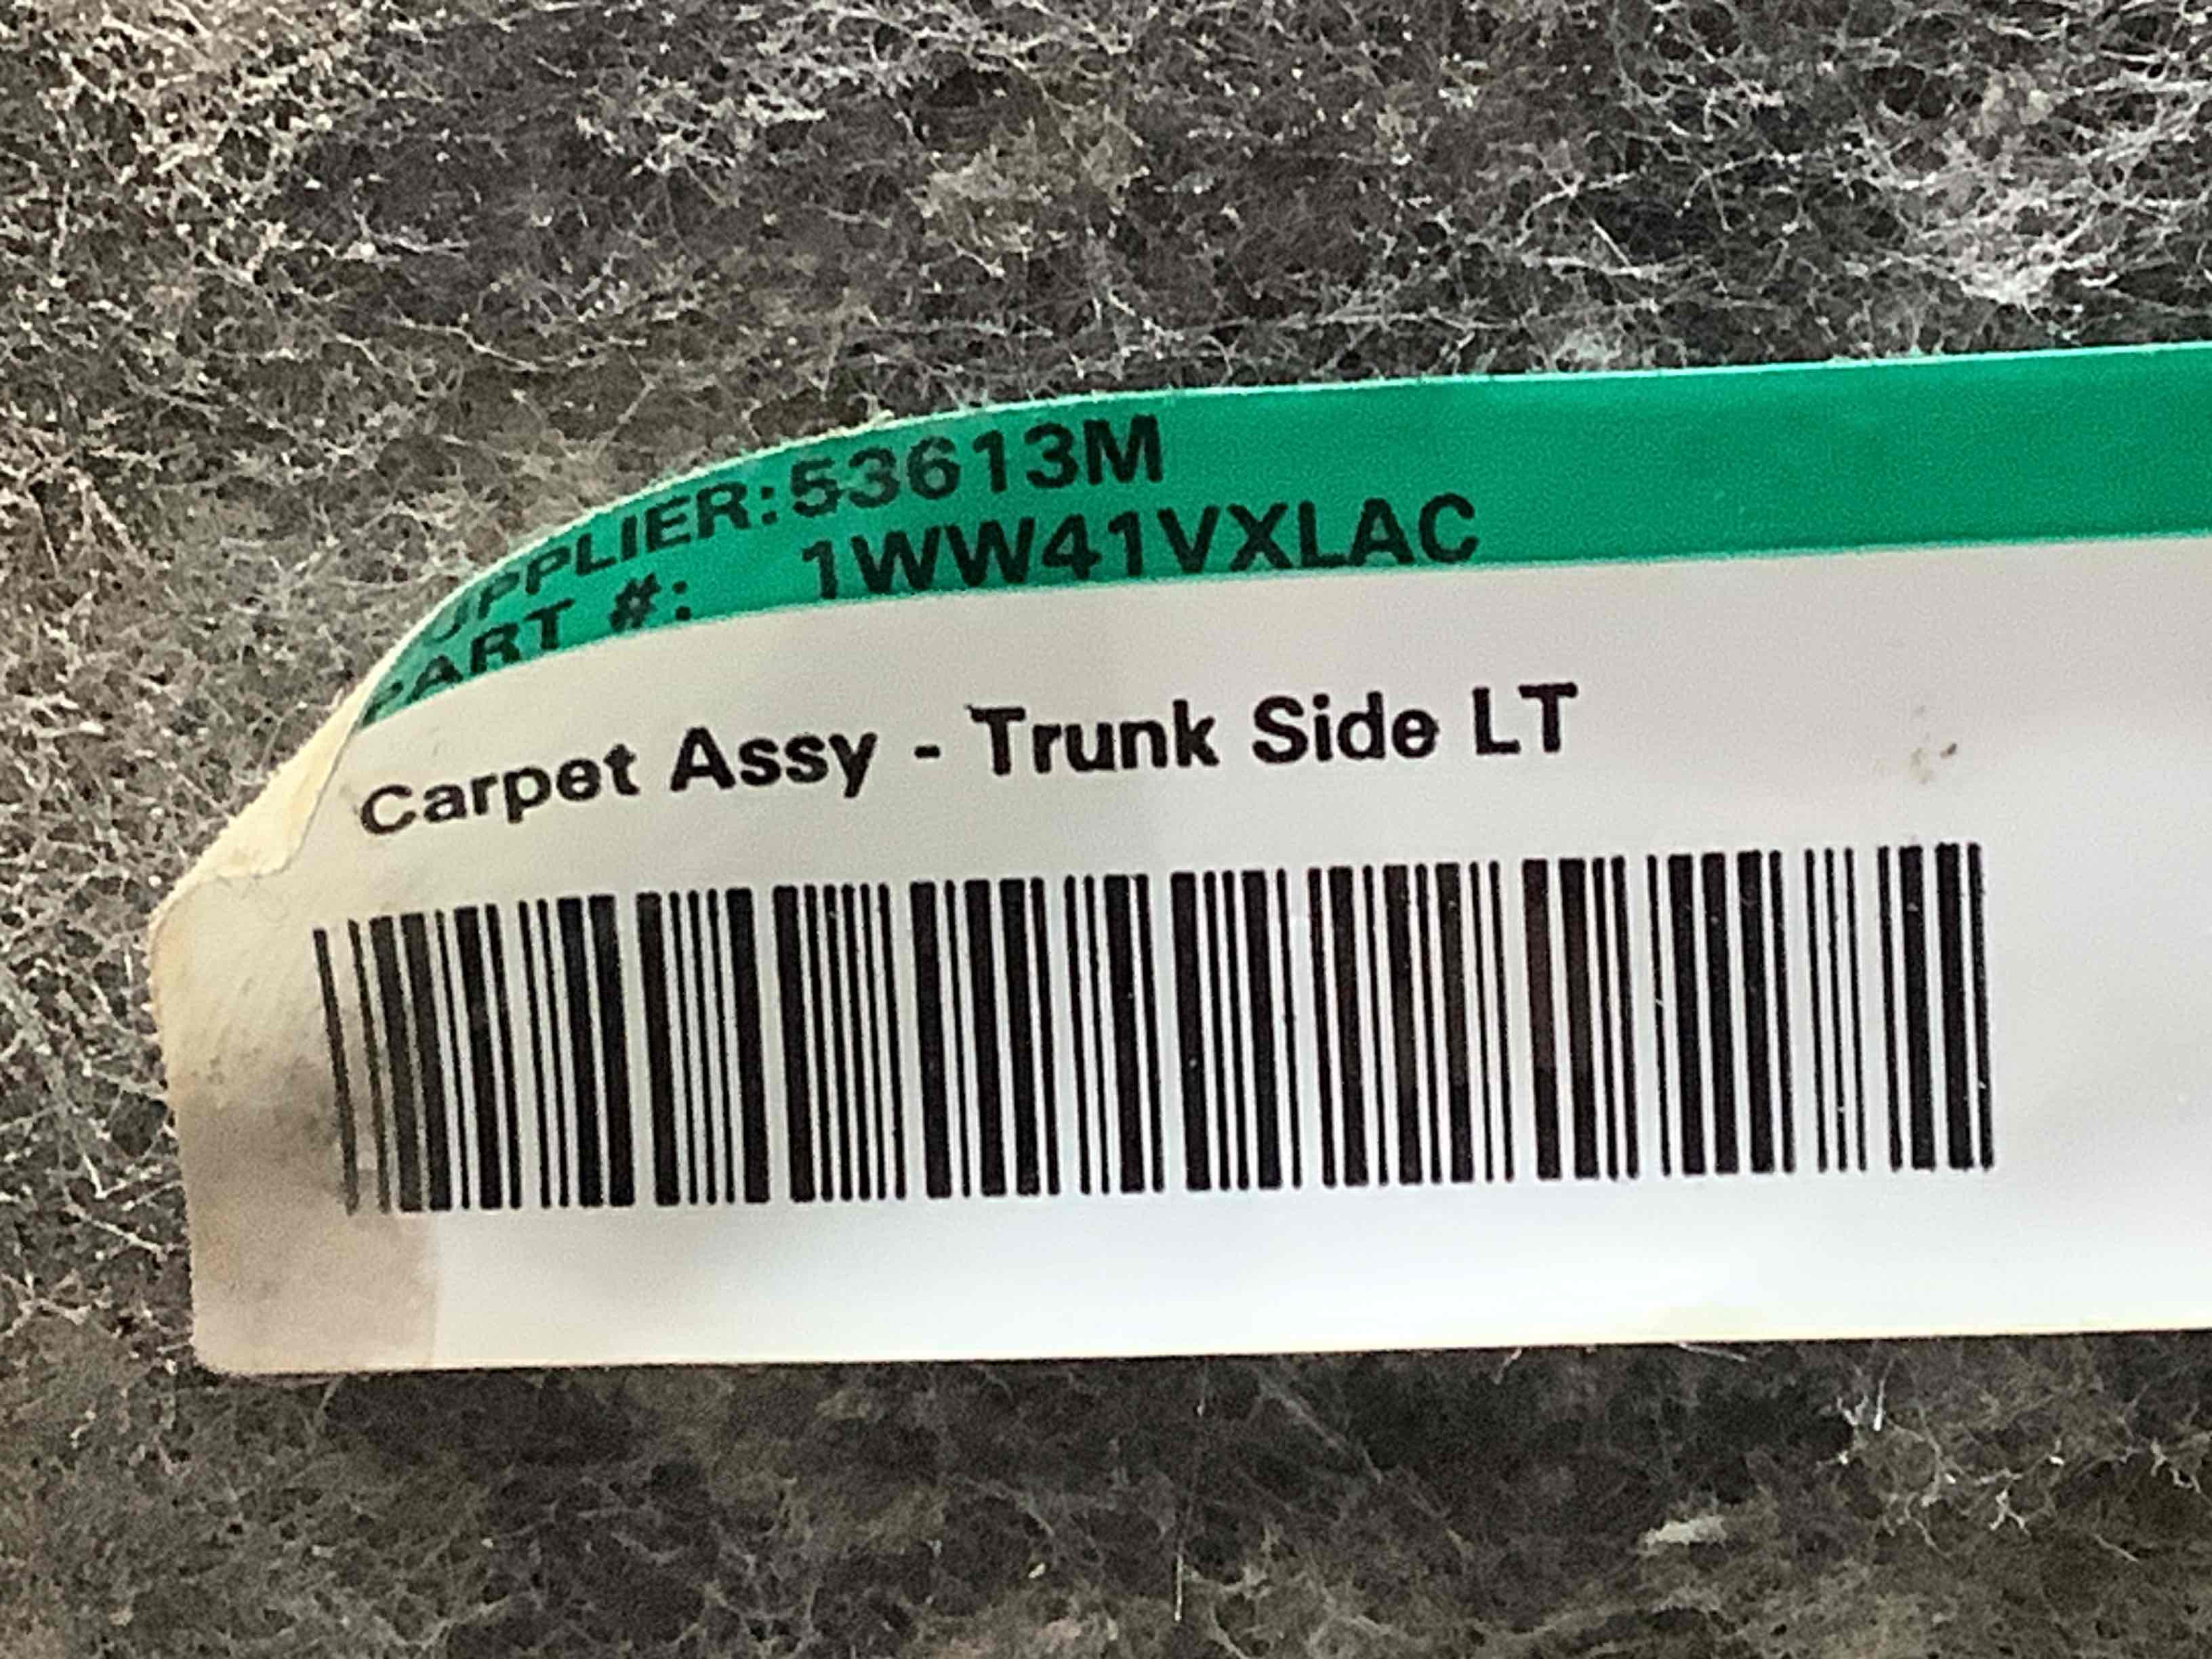 SUPPLIER:53613M
PART #: 1WW41VXLAC
Carpet Assy - Trunk Side LT